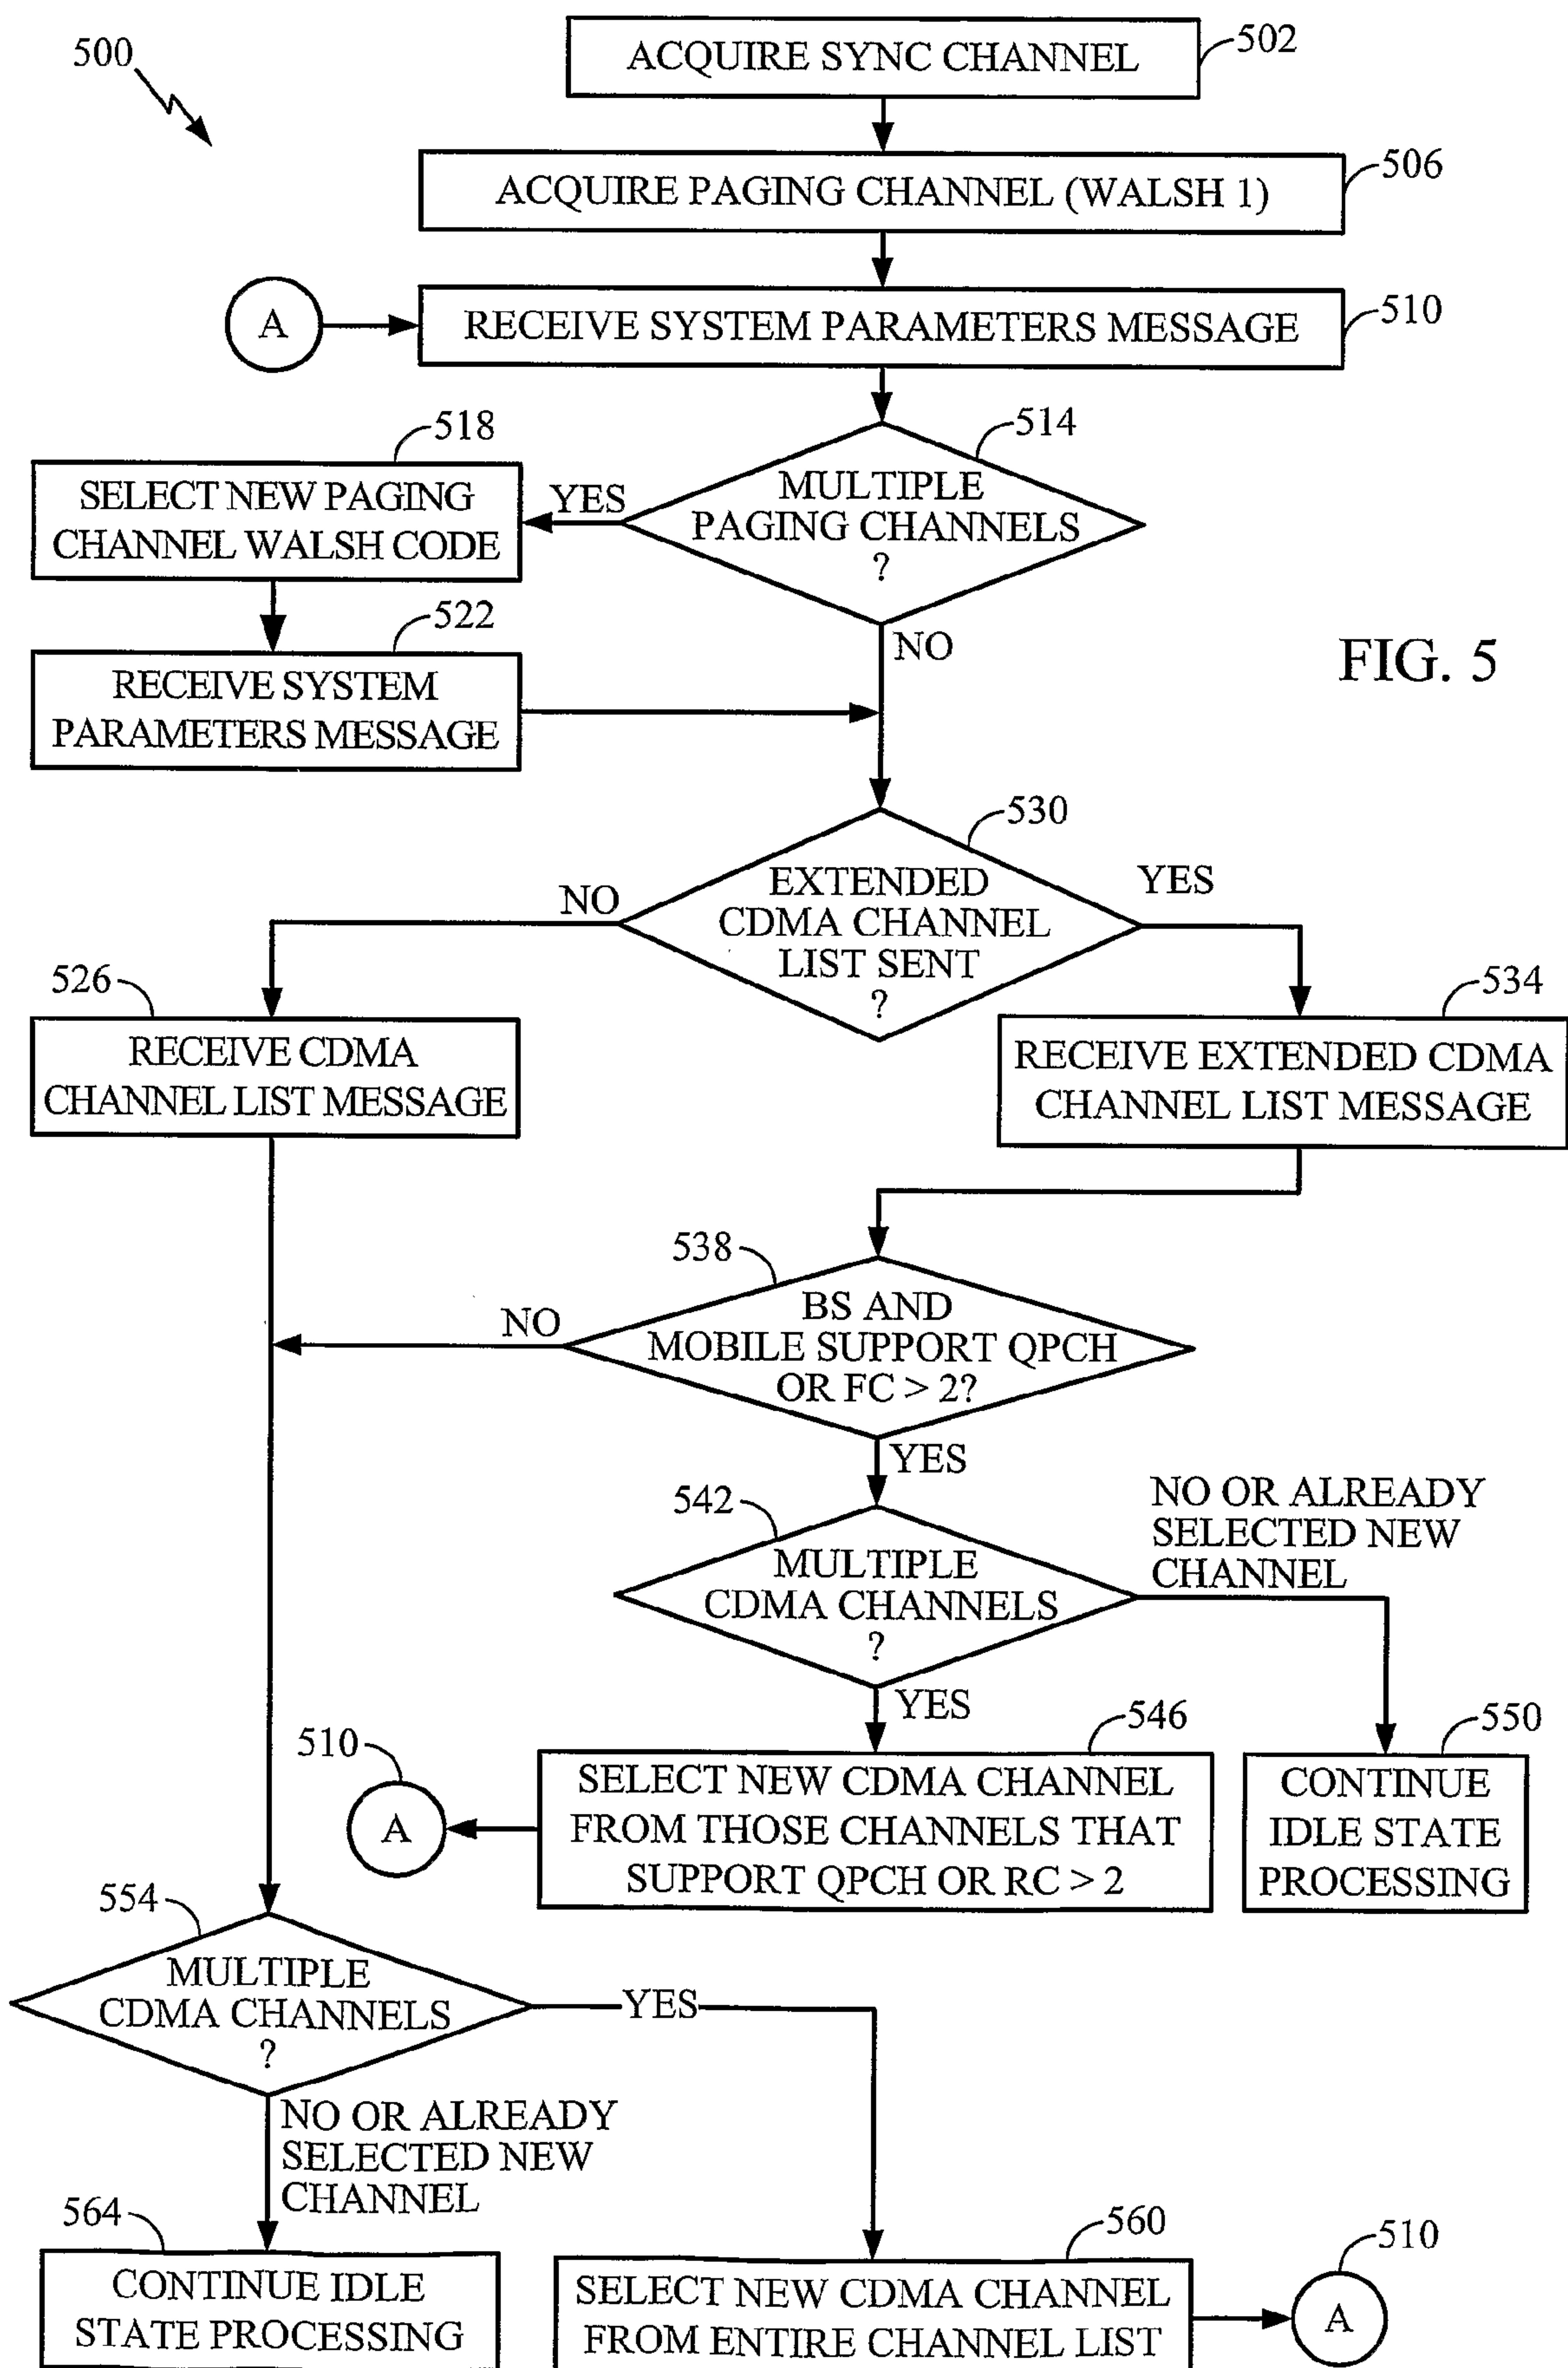 500
ACQUIRE SYNC CHANNEL
502
ACQUIRE PAGING CHANNEL (WALSH 1)
506
A
RECEIVE SYSTEM PARAMETERS MESSAGE
510
518
SELECT NEW PAGING
CHANNEL WALSH CODE
YES
514
MULTIPLE
PAGING CHANNELS
?
522
RECEIVE SYSTEM
PARAMETERS MESSAGE
NO
FIG. 5
530
EXTENDED
CDMA CHANNEL
LIST SENT
?
NO
YES
526
RECEIVE CDMA
CHANNEL LIST MESSAGE
534
RECEIVE EXTENDED CDMA
CHANNEL LIST MESSAGE
538
BS AND
MOBILE SUPPORT QPCH
OR FC > 2?
NO
YES
542
MULTIPLE
CDMA CHANNELS
?
NO OR ALREADY
SELECTED NEW
CHANNEL
YES
510
A
546
SELECT NEW CDMA CHANNEL
FROM THOSE CHANNELS THAT
SUPPORT QPCH OR RC > 2
550
CONTINUE
IDLE STATE
PROCESSING
554
MULTIPLE
CDMA CHANNELS
?
YES
NO OR ALREADY
SELECTED NEW
CHANNEL
564
CONTINUE IDLE
STATE PROCESSING
560
SELECT NEW CDMA CHANNEL
FROM ENTIRE CHANNEL LIST
510
A